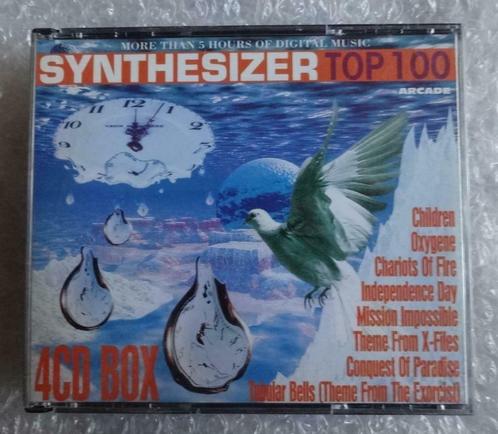 MORE THAN 5 HOURS OF DIGITAL MUSIC
SYNTHESIZER TOP 100
ARCADE
Children
Oxygene
Chariots Of Fire
Independence Day
Mission Impossible
Theme From X-Files
Conquest Of Paradise
Tubular Bells (Theme From The Exorcist)
4CD BOX